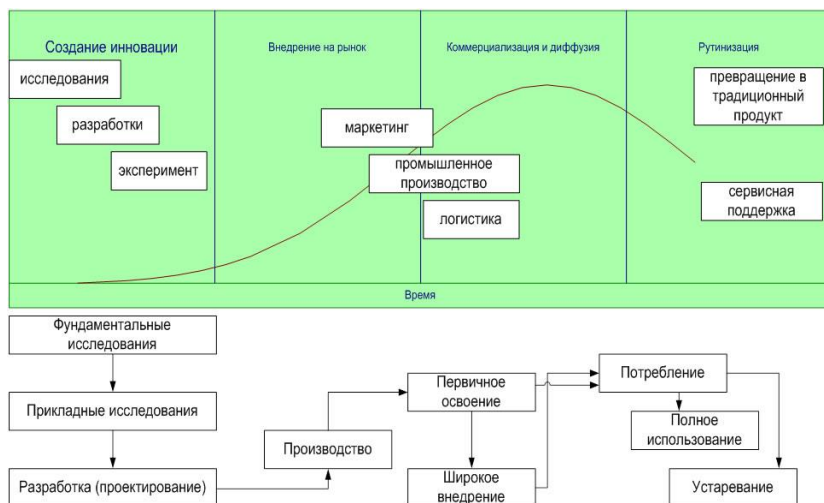 Создание инновации
Внедрение на рынок
Коммерциализация и диффузия
Рутинизация
исследования
разработки
эксперимент
маркетинг
промышленное
производство
логистика
превращение в
традиционный
продукт
сервисная
поддержка
Время
Фундаментальные
исследования
Прикладные исследования
Разработка (проектирование)
Производство
Первичное
освоение
Широкое
внедрение
Потребление
Полное
использование
Устаревание